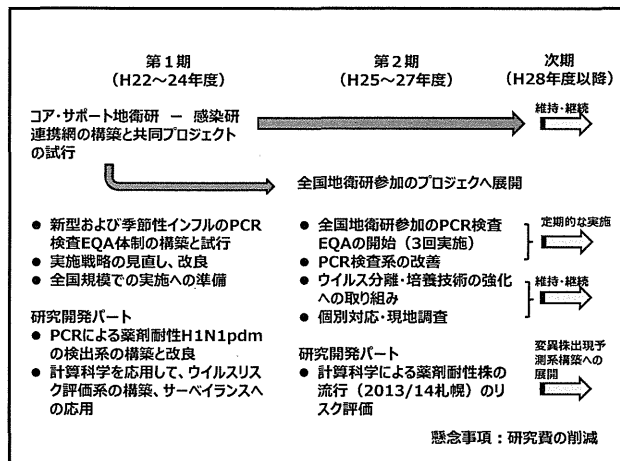 第1期
(H22～24年度)
第2期
(H25～27年度)
次期
(H28年度以降)
コア・サポート地衛研 ー 感染研
連携網の構築と共同プロジェクト
の試行
維持・継続
全国地衛研参加のプロジェクトへ展開
● 新型および季節性インフルのPCR
検査EQA体制の構築と試行
● 実施戦略の見直し、改良
● 全国規模での実施への準備
● 全国地衛研参加のPCR検査
EQAの開始（3回実施）
● PCR検査系の改善
● ウイルス分離・培養技術の強化
への取り組み
● 個別対応・現地調査
定期的な実施
維持・継続
研究開発パート
● PCRによる薬剤耐性H1N1pdm
の検出系の構築と改良
● 計算科学を応用して、ウイルスリス
ク評価系の構築、サーベイランスへ
の応用
研究開発パート
● 計算科学による薬剤耐性株の
流行（2013/14札幌）のリ
スク評価
変異株出現予
測系構築への
展開
懸念事項：研究費の削減